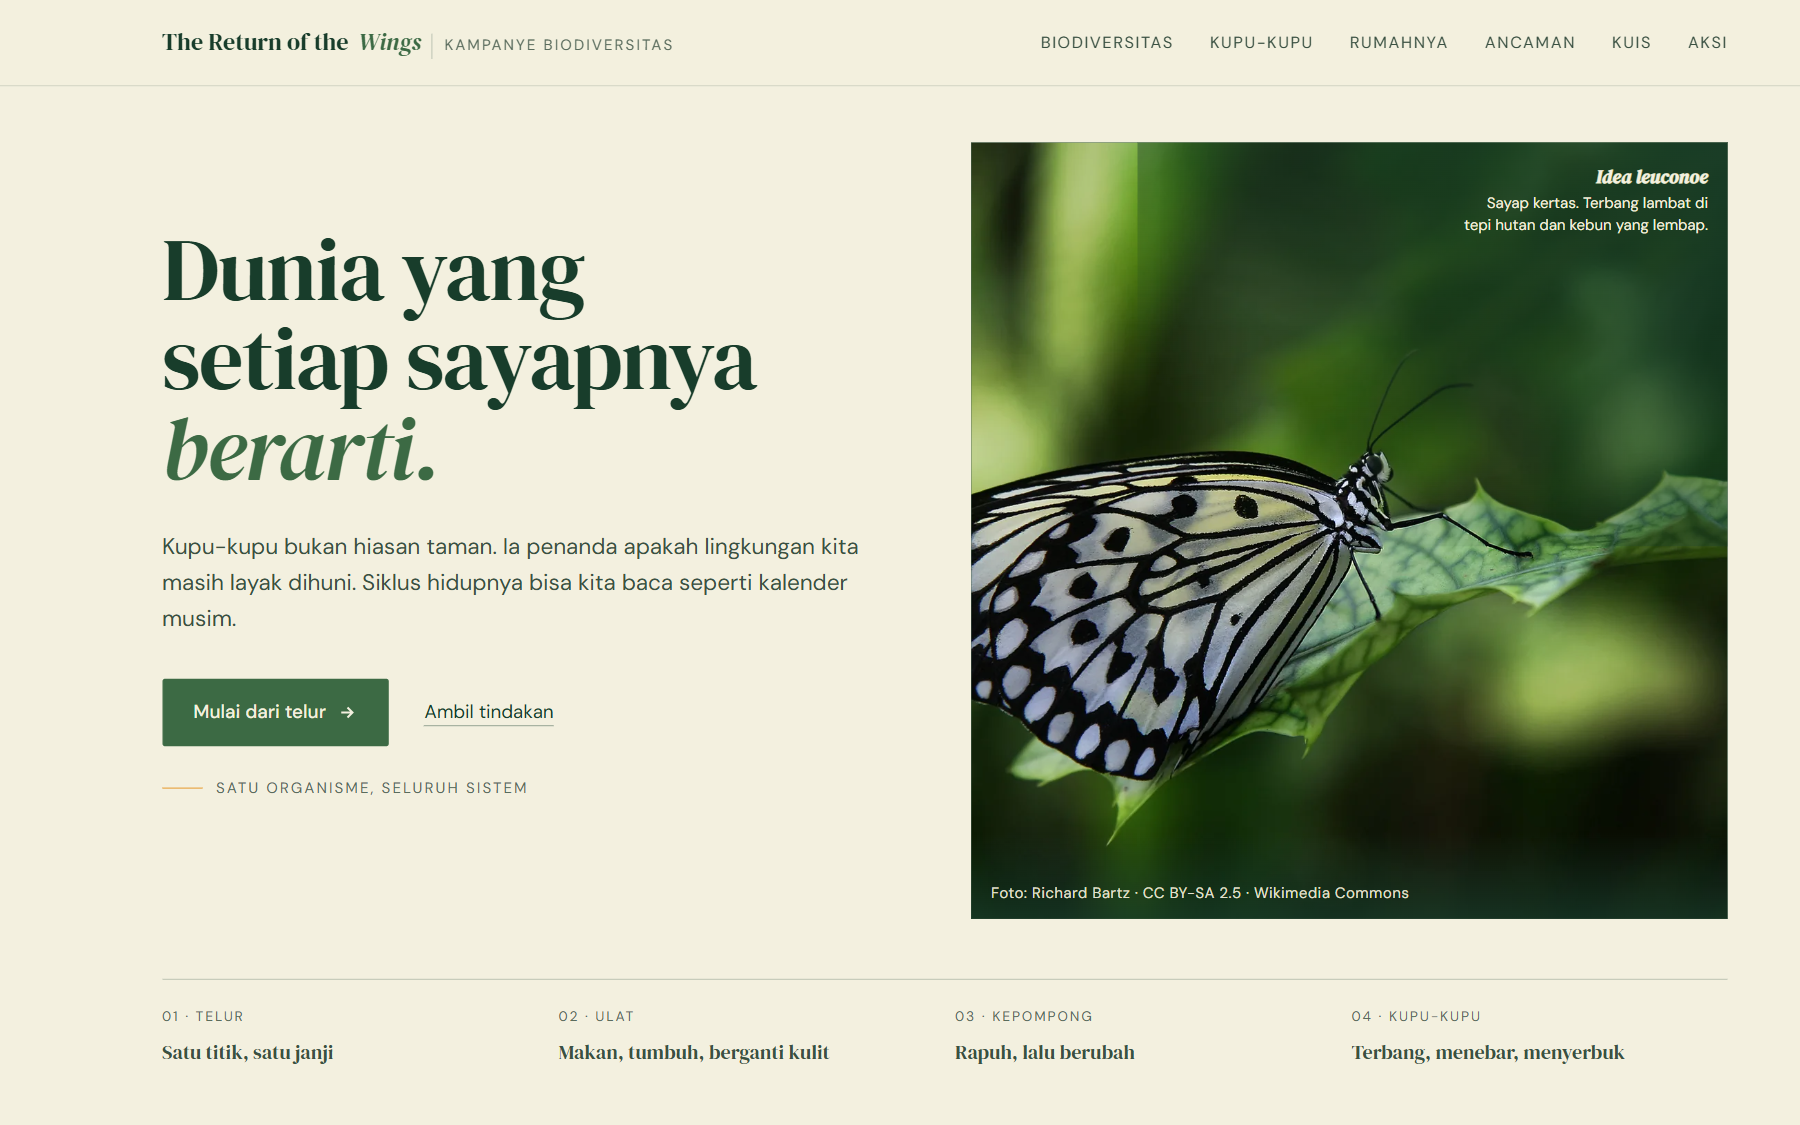 The Return of the Wings
KAMPANYE BIODIVERSITAS
BIODIVERSITAS
KUPU-KUPU
RUMAHNYA
ANCAMAN
KUIS
AKSI
Dunia yang
setiap sayapnya
berarti.
Kupu-kupu bukan hiasan taman. Ia penanda apakah lingkungan kita
masih layak dihuni. Siklus hidupnya bisa kita baca seperti kalender
musim.
Mulai dari telur →
Ambil tindakan
SATU ORGANISME, SELURUH SISTEM
Idea leuconoe
Sayap kertas. Terbang lambat di
tepi hutan dan kebun yang lembap.
Foto: Richard Bartz · CC BY-SA 2.5 · Wikimedia Commons
01 · TELUR
Satu titik, satu janji
02 · ULAT
Makan, tumbuh, berganti kulit
03 · KEPOMPONG
Rapuh, lalu berubah
04 · KUPU-KUPU
Terbang, menebar, menyerbuk